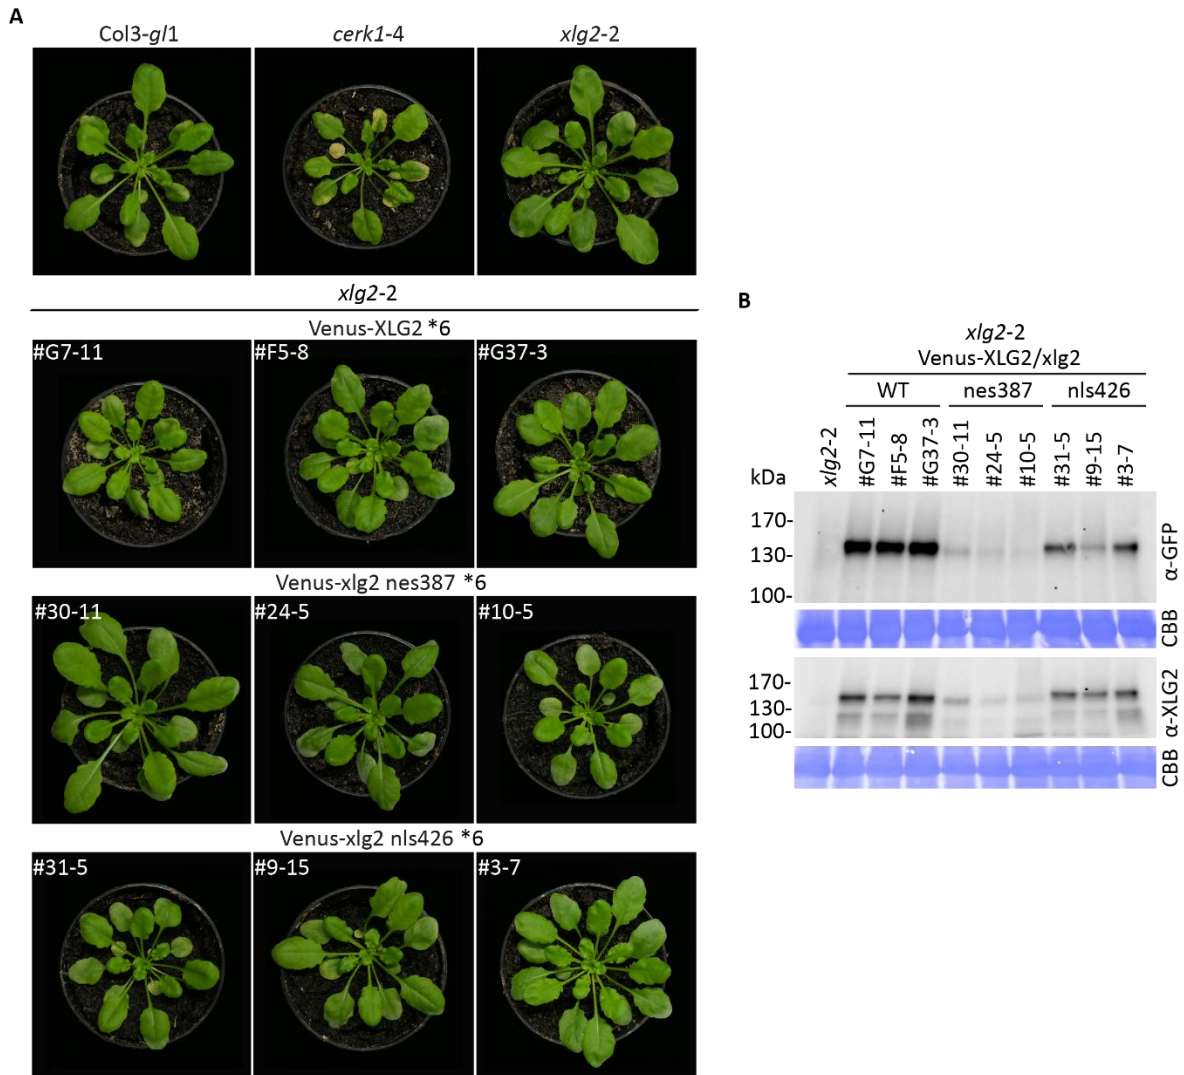 A
Col3-gl1 cerk1-4 xlg2-2
xlg2-2
Venus-XLG2 *6
#G7-11 #F5-8 #G37-3
Venus-xlg2 nes387 *6
#30-11 #24-5 #10-5
Venus-xlg2 nls426 *6
#31-5 #9-15 #3-7
B
xlg2-2
Venus-XLG2/xlg2
WT nes387 nls426
xlg2-2 #G7-11 #F5-8 #G37-3 #30-11 #24-5 #10-5 #31-5 #9-15 #3-7
kDa
170-
130-
100-
α-GFP
CBB
170-
130-
100-
α-XLG2
CBB